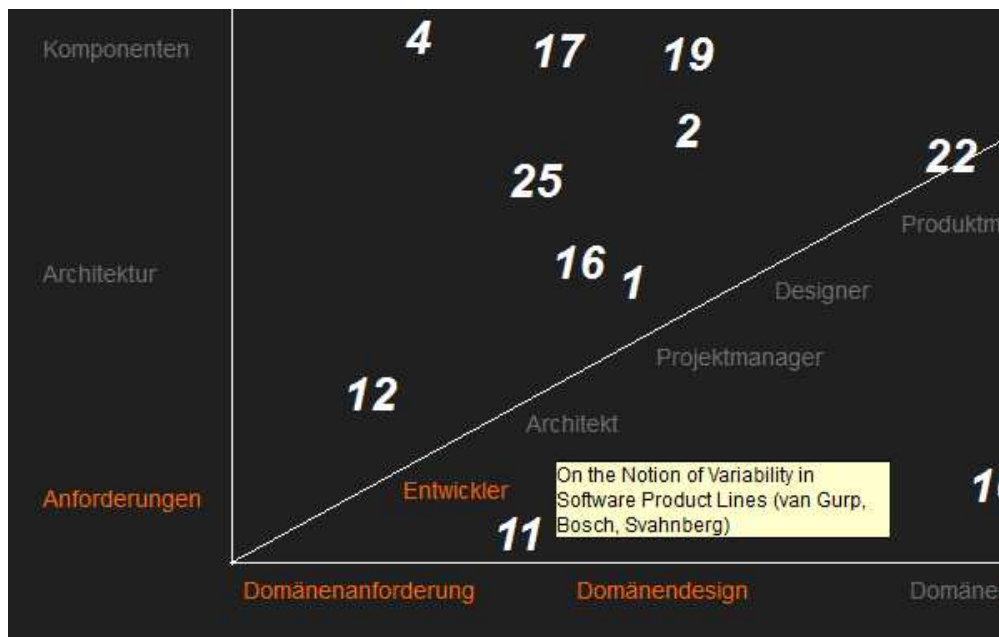 Komponenten
4
17
19
2
22
25
Produktm
16
1
Architektur
Designer
Projektmanager
12
Architekt
On the Notion of Variability in
Software Product Lines (van Gurp,
Bosch, Svahnberg)
Anforderungen
Entwickler
11
Domänenanforderung
Domänendesign
Domäne